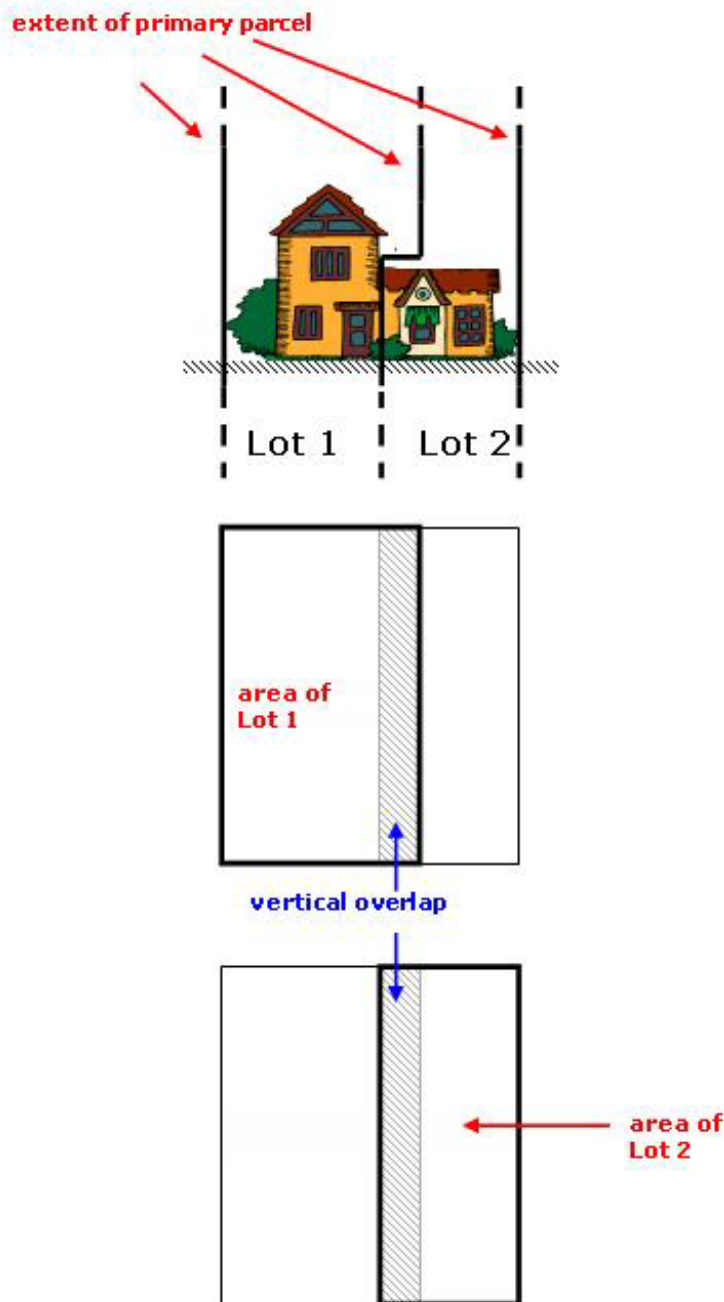 extent of primary parcel
Lot 1
Lot 2
area of
Lot 1
vertical overlap
area of
Lot 2